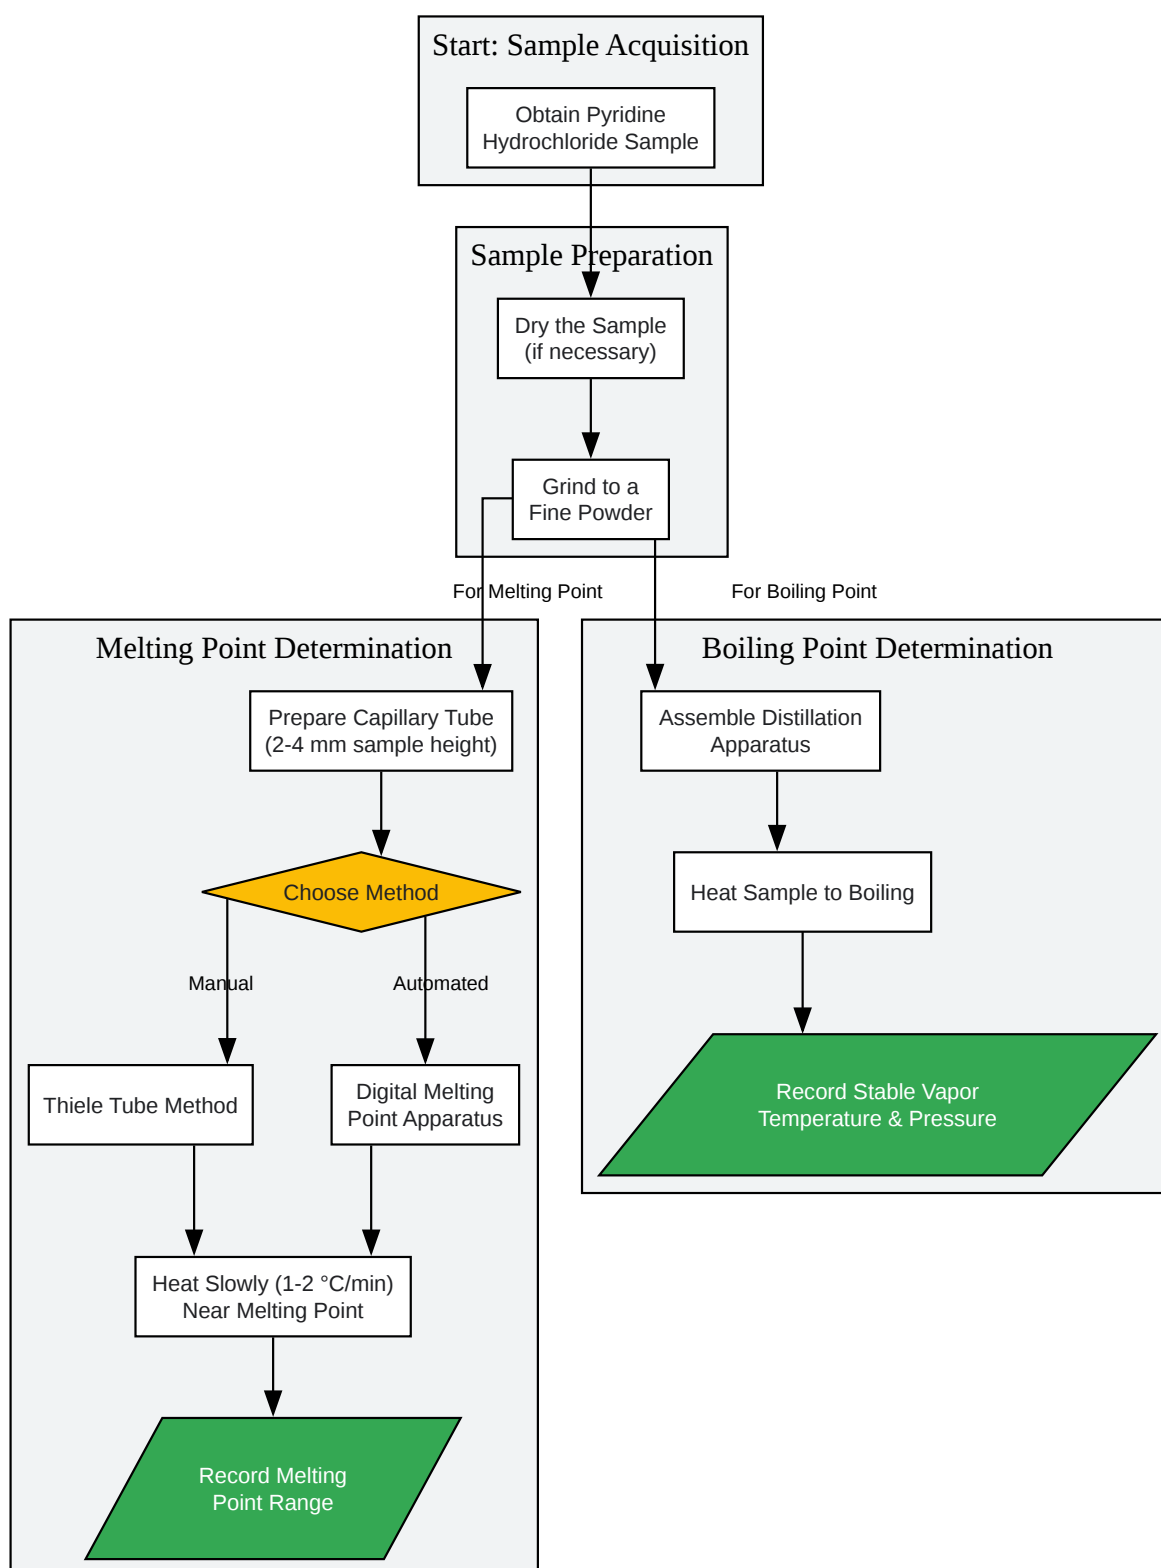 Start: Sample Acquisition
Obtain Pyridine
Hydrochloride Sample
Sample Preparation
Dry the Sample
(if necessary)
Grind to a
Fine Powder
For Melting Point
For Boiling Point
Melting Point Determination
Prepare Capillary Tube
(2-4 mm sample height)
Choose Method
Manual
Automated
Thiele Tube Method
Digital Melting
Point Apparatus
Heat Slowly (1-2 °C/min)
Near Melting Point
Record Melting
Point Range
Boiling Point Determination
Assemble Distillation
Apparatus
Heat Sample to Boiling
Record Stable Vapor
Temperature & Pressure